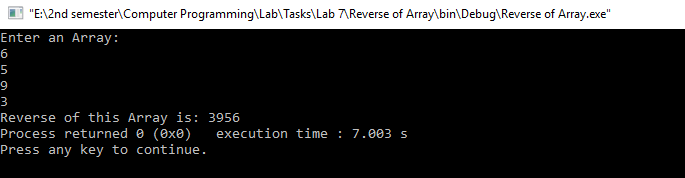 "E:\2nd semester\Computer Programming\Lab\Tasks\Lab 7\Reverse of Array\bin\Debug\Reverse of Array.exe"
Enter an Array:
6
5
9
3
Reverse of this Array is: 3956
Process returned 0 (0x0)   execution time : 7.003 s
Press any key to continue.